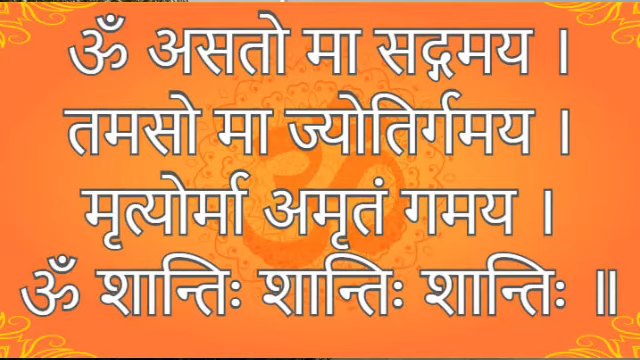 ॐ असतो मा सद्गमय ।
तमसो मा ज्योतिर्गमय ।
मृत्योर्मा अमृतं गमय ।
ॐ शान्तिः शान्तिः शान्तिः ॥